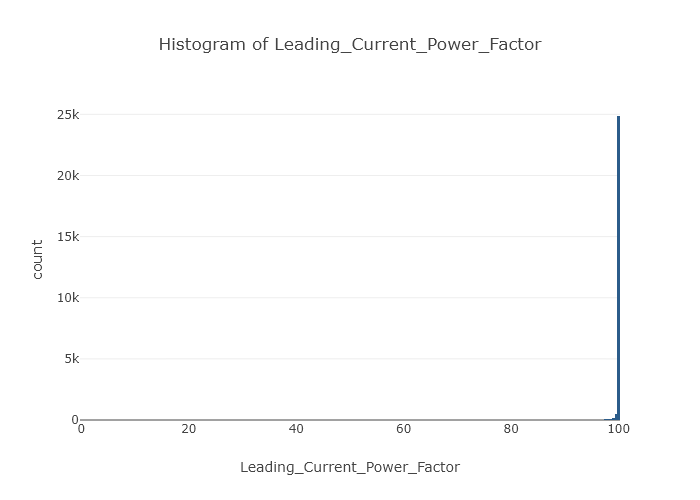 Histogram of Leading_Current_Power_Factor
25k
20k
15k
10k
5k
0
count
0 20 40 60 80 100
Leading_Current_Power_Factor